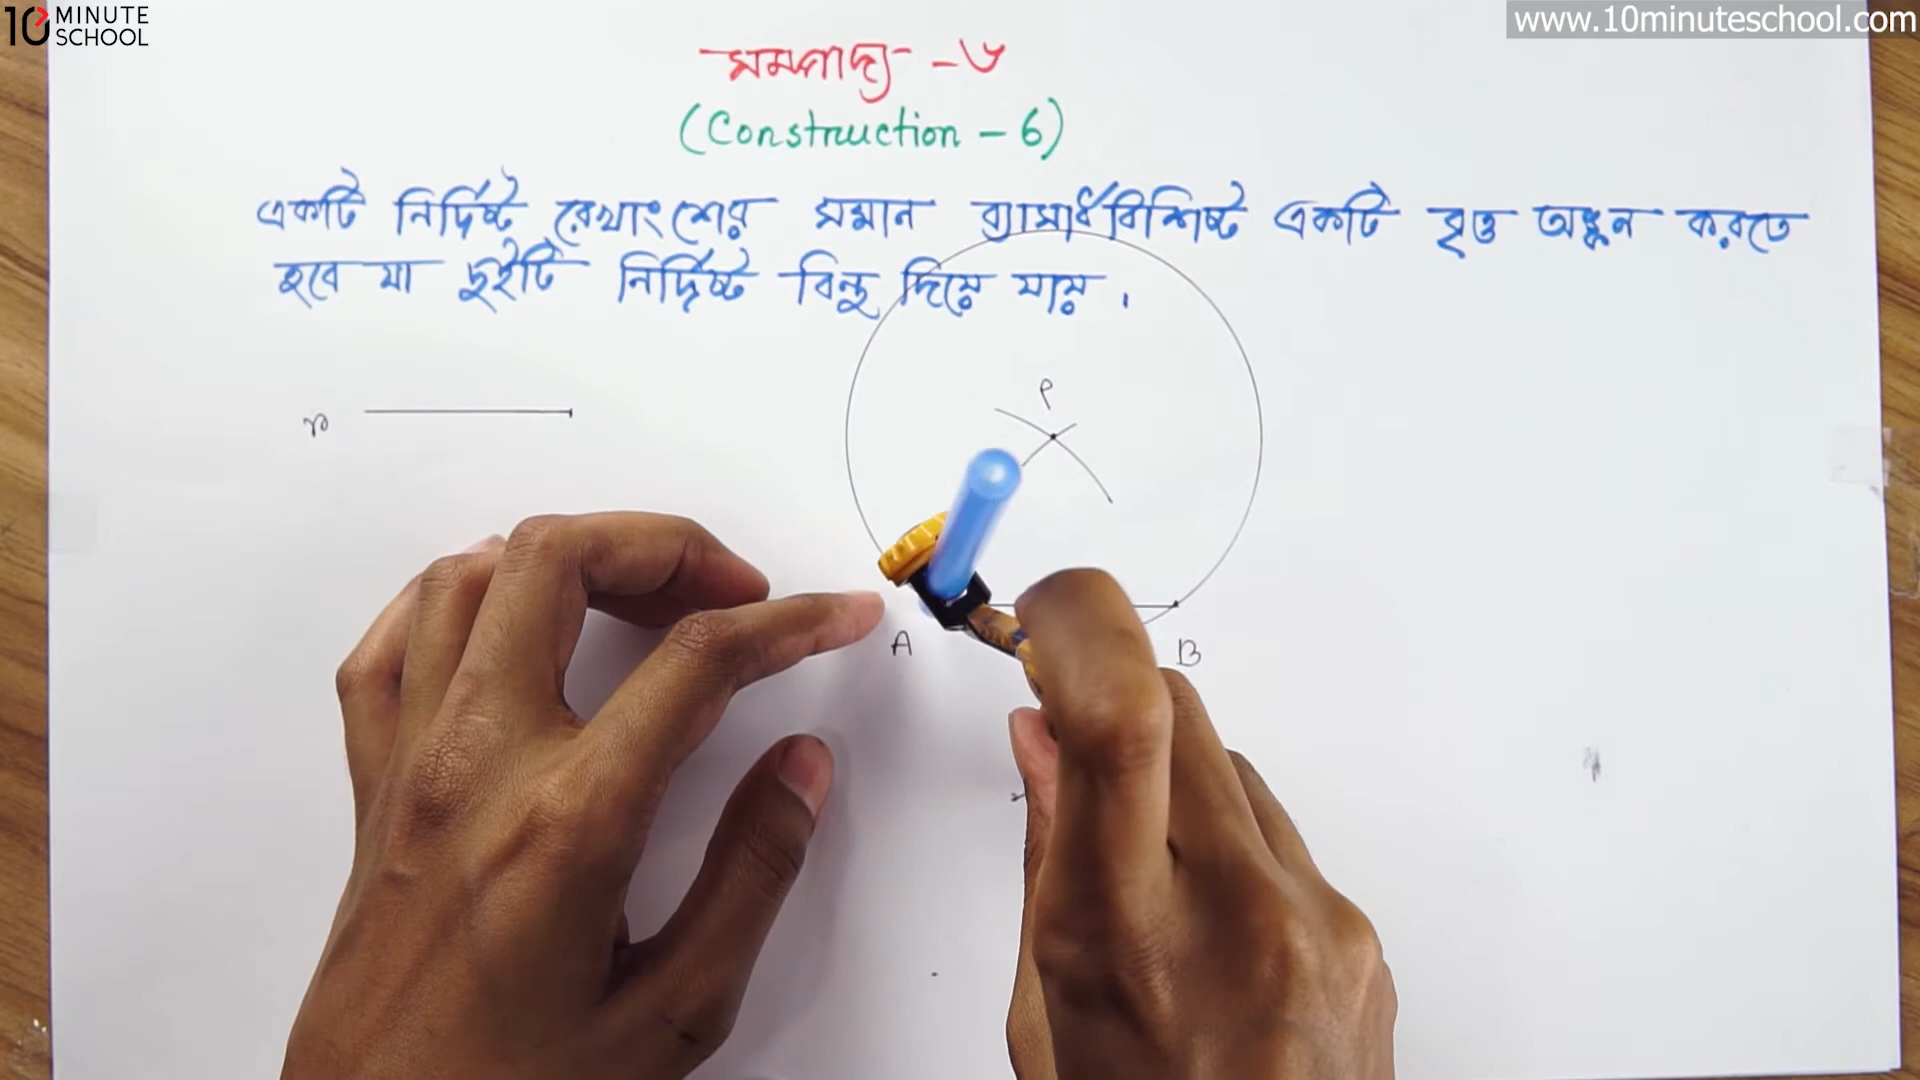 10 MINUTE
SCHOOL
www.10minuteschool.com
সম্পাদ্য - ৬
(Construction - 6)
একটি নির্দিষ্ট রেখাংশের সমান ব্যাসার্ধবিশিষ্ট একটি বৃত্ত অঙ্কন করতে
হবে যা দুইটি নির্দিষ্ট বিন্দু দিয়ে যায়.
P
r
A
B